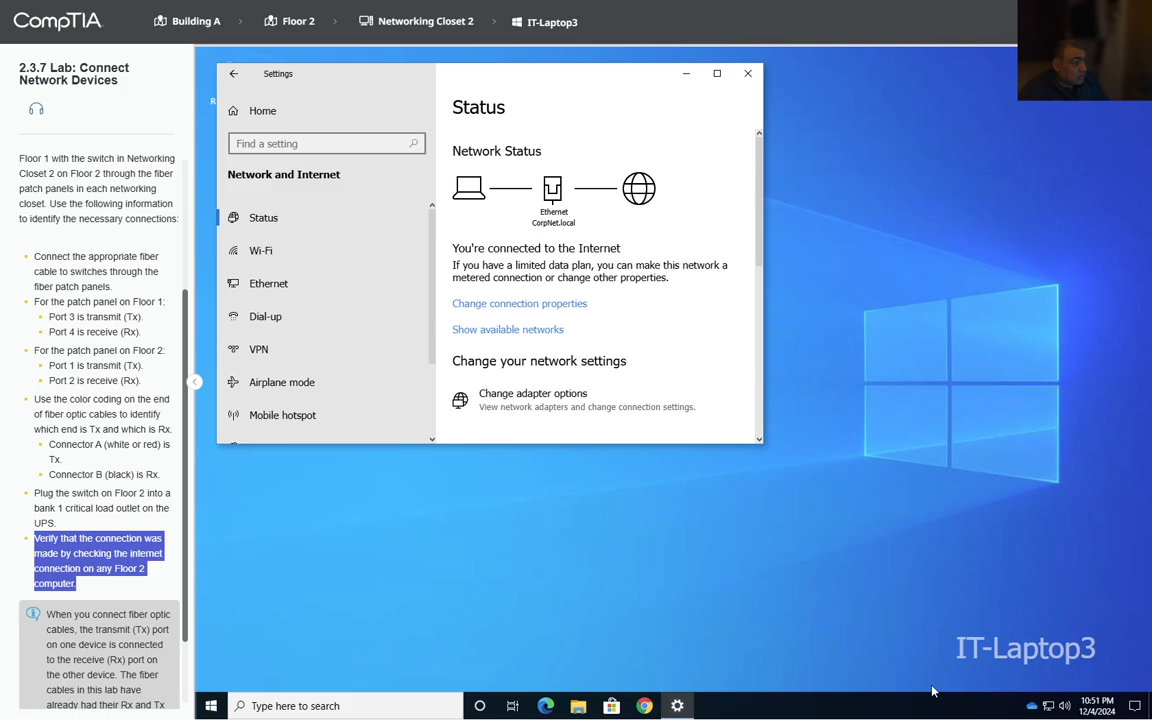 CompTIA.
Building A
Floor 2
Networking Closet 2
IT-Laptop3
2.3.7 Lab: Connect
Network Devices
Floor 1 with the switch in Networking
Closet 2 on Floor 2 through the fiber
patch panels in each networking
closet. Use the following information
to identify the necessary connections:
Connect the appropriate fiber
cable to switches through the
fiber patch panels.
For the patch panel on Floor 1:
Port 3 is transmit (Tx).
Port 4 is receive (Rx).
For the patch panel on Floor 2:
Port 1 is transmit (Tx).
Port 2 is receive (Rx).
Use the color coding on the end
of fiber optic cables to identify
which end is Tx and which is Rx.
Connector A (white or red) is
Tx.
Connector B (black) is Rx.
Plug the switch on Floor 2 into a
bank 1 critical load outlet on the
UPS.
Verify that the connection was
made by checking the internet
connection on any Floor 2
computer.
When you connect fiber optic
cables, the transmit (Tx) port
on one device is connected
to the receive (Rx) port on
the other device. The fiber
cables in this lab have
already had their Rx and Tx
R
Settings
Home
Find a setting
Network and Internet
Status
Wi-Fi
Ethernet
Dial-up
VPN
Airplane mode
Mobile hotspot
Status
Network Status
Ethernet
CorpNet.local
You're connected to the Internet
If you have a limited data plan, you can make this network a
metered connection or change other properties.
Change connection properties
Show available networks
Change your network settings
Change adapter options
View network adapters and change connection settings.
IT-Laptop3
Type here to search
10:51 PM
12/4/2024